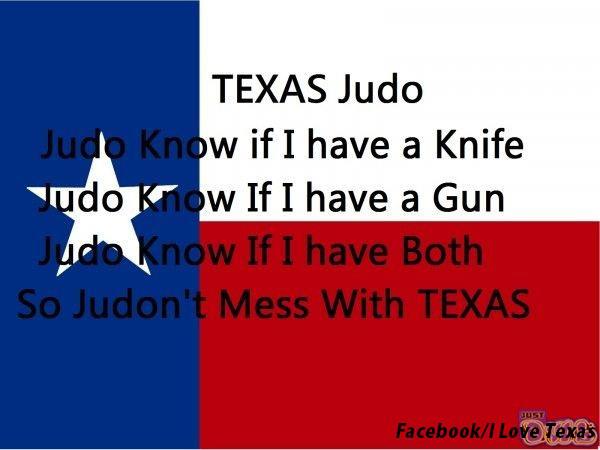 TEXAS Judo
Judo Know if I have a Knife
Judo Know If I have a Gun
Judo Know If I have Both
So Judon't Mess With TEXAS
Facebook/I Love Texas
JUST